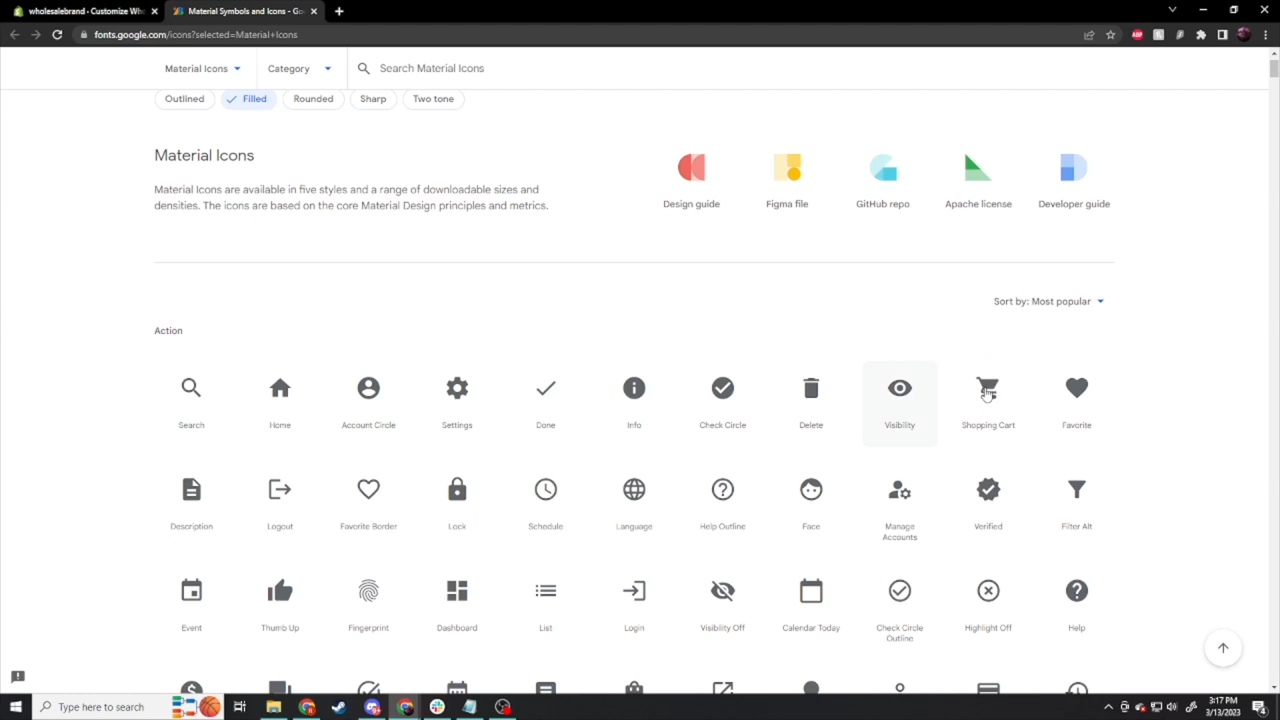 wholesalebrand - Customize Who
Material Symbols and Icons - Go
fonts.google.com/icons?selected=Material+Icons
ABP
Material Icons
Category
Search Material Icons
Outlined
Filled
Rounded
Sharp
Two tone
Material Icons
Material Icons are available in five styles and a range of downloadable sizes and
densities. The icons are based on the core Material Design principles and metrics.
Design guide
Figma file
GitHub repo
Apache license
Developer guide
Sort by: Most popular
Action
Search
Home
Account Circle
Settings
Done
Info
Check Circle
Delete
Visibility
Shopping Cart
Favorite
Description
Logout
Favorite Border
Lock
Schedule
Language
Help Outline
Face
Manage
Accounts
Verified
Filter Alt
Event
Thumb Up
Fingerprint
Dashboard
List
Login
Visibility Off
Calendar Today
Check Circle
Outline
Highlight Off
Help
Type here to search
3:17 PM
3/13/2023